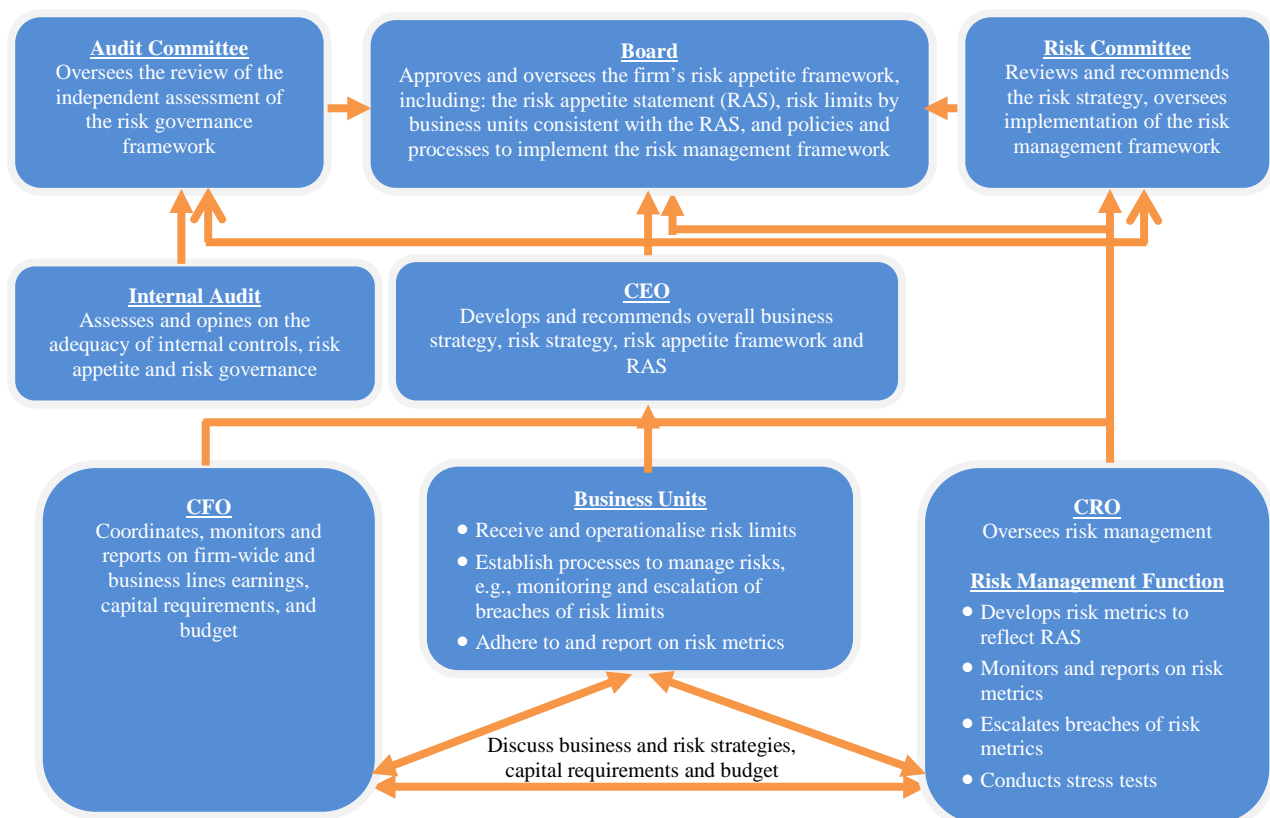 Audit Committee
Oversees the review of the
independent assessment of
the risk governance
framework
Board
Approves and oversees the firm’s risk appetite framework,
including: the risk appetite statement (RAS), risk limits by
business units consistent with the RAS, and policies and
processes to implement the risk management framework
Risk Committee
Reviews and recommends
the risk strategy, oversees
implementation of the risk
management framework
Internal Audit
Assesses and opines on the
adequacy of internal controls, risk
appetite and risk governance
CEO
Develops and recommends overall business
strategy, risk strategy, risk appetite framework and
RAS
CFO
Coordinates, monitors and
reports on firm-wide and
business lines earnings,
capital requirements, and
budget
Business Units
• Receive and operationalise risk limits
• Establish processes to manage risks,
e.g., monitoring and escalation of
breaches of risk limits
• Adhere to and report on risk metrics
CRO
Oversees risk management
Risk Management Function
• Develops risk metrics to
reflect RAS
• Monitors and reports on risk
metrics
• Escalates breaches of risk
metrics
• Conducts stress tests
Discuss business and risk strategies,
capital requirements and budget